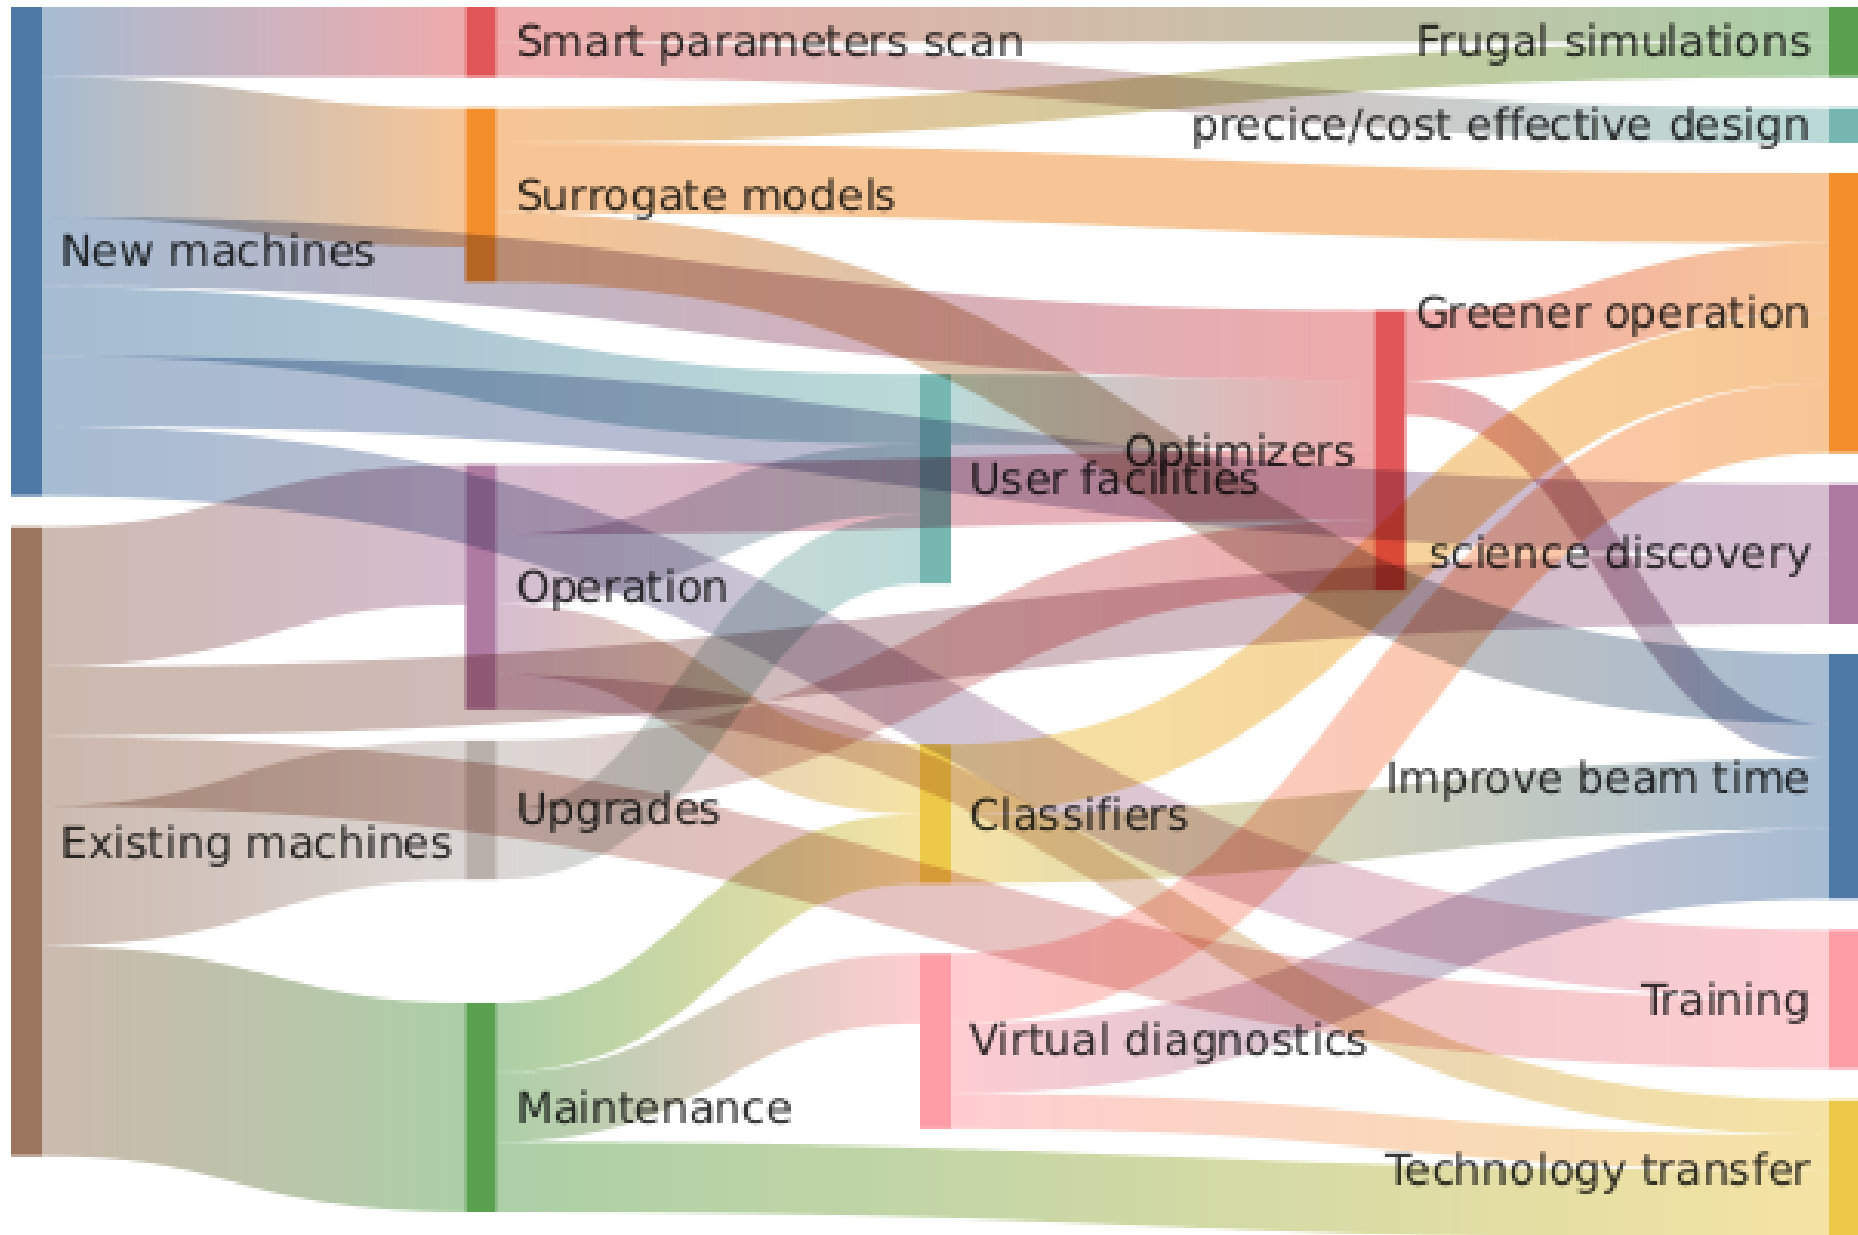 Smart parameters scan
Frugal simulations
precice/cost effective design
Surrogate models
New machines
Greener operation
Optimizers
User facilities
science discovery
Operation
Improve beam time
Upgrades
Classifiers
Existing machines
Training
Virtual diagnostics
Maintenance
Technology transfer